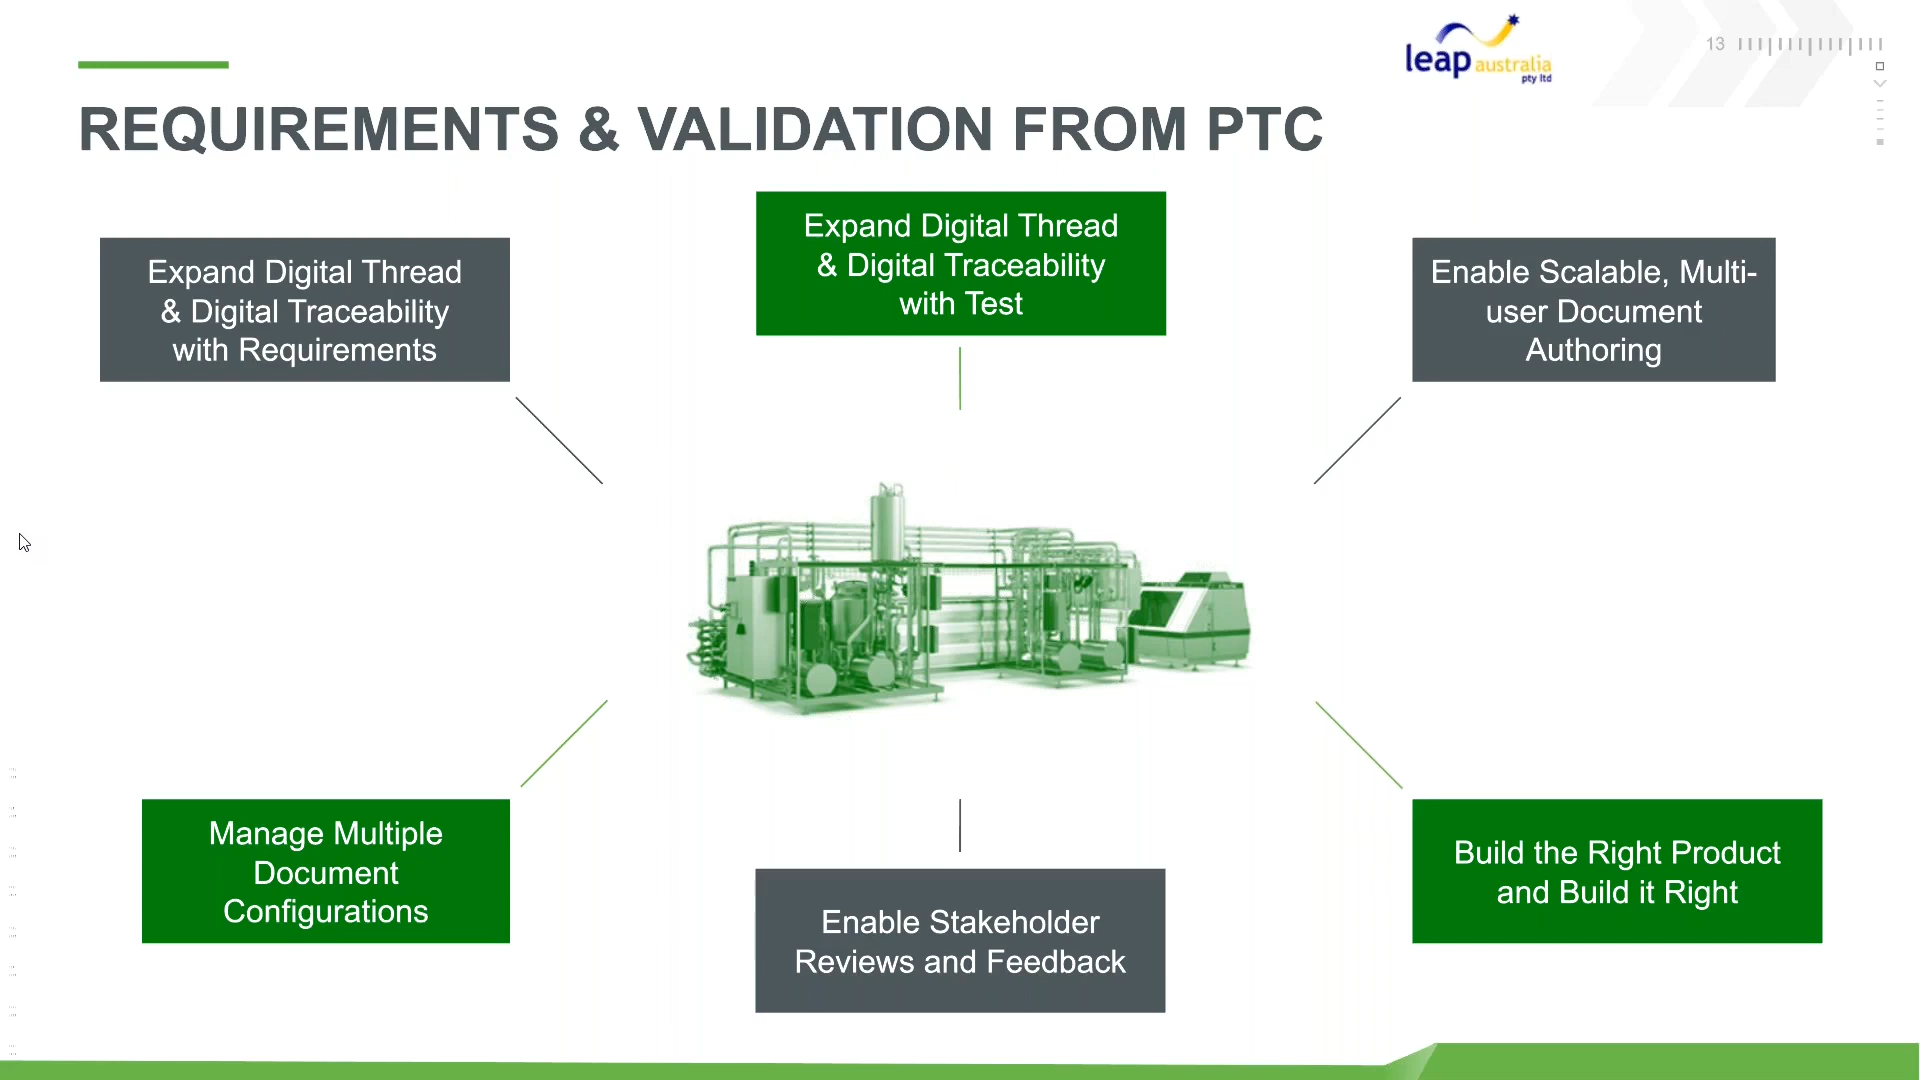 leap australia
pty ltd
13
REQUIREMENTS & VALIDATION FROM PTC
Expand Digital Thread
& Digital Traceability
with Requirements
Expand Digital Thread
& Digital Traceability
with Test
Enable Scalable, Multi-
user Document
Authoring
Manage Multiple
Document
Configurations
Enable Stakeholder
Reviews and Feedback
Build the Right Product
and Build it Right